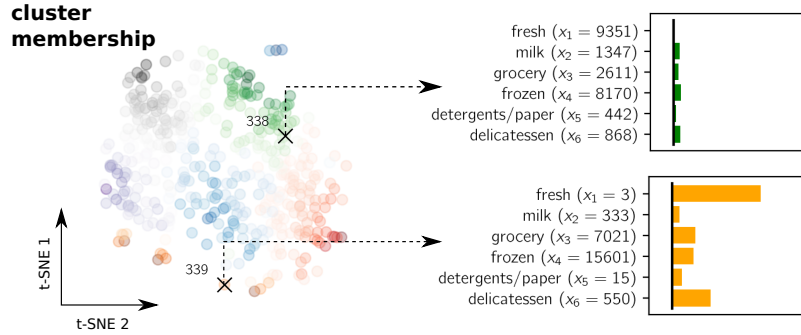 cluster
membership
338
339
t-SNE 1
t-SNE 2
fresh (x₁ = 9351)
milk (x₂ = 1347)
grocery (x₃ = 2611)
frozen (x₄ = 8170)
detergents/paper (x₅ = 442)
delicatessen (x₆ = 868)
fresh (x₁ = 3)
milk (x₂ = 333)
grocery (x₃ = 7021)
frozen (x₄ = 15601)
detergents/paper (x₅ = 15)
delicatessen (x₆ = 550)